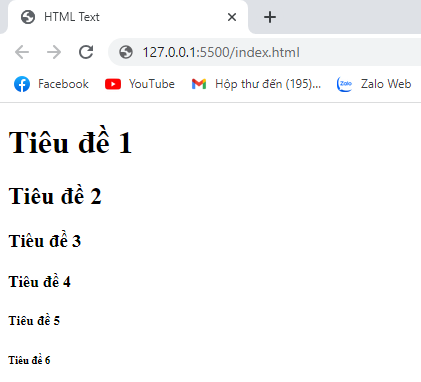 HTML Text
127.0.0.1:5500/index.html
Facebook YouTube Hộp thư đến (195)... Zalo Zalo Web
Tiêu đề 1
Tiêu đề 2
Tiêu đề 3
Tiêu đề 4
Tiêu đề 5
Tiêu đề 6